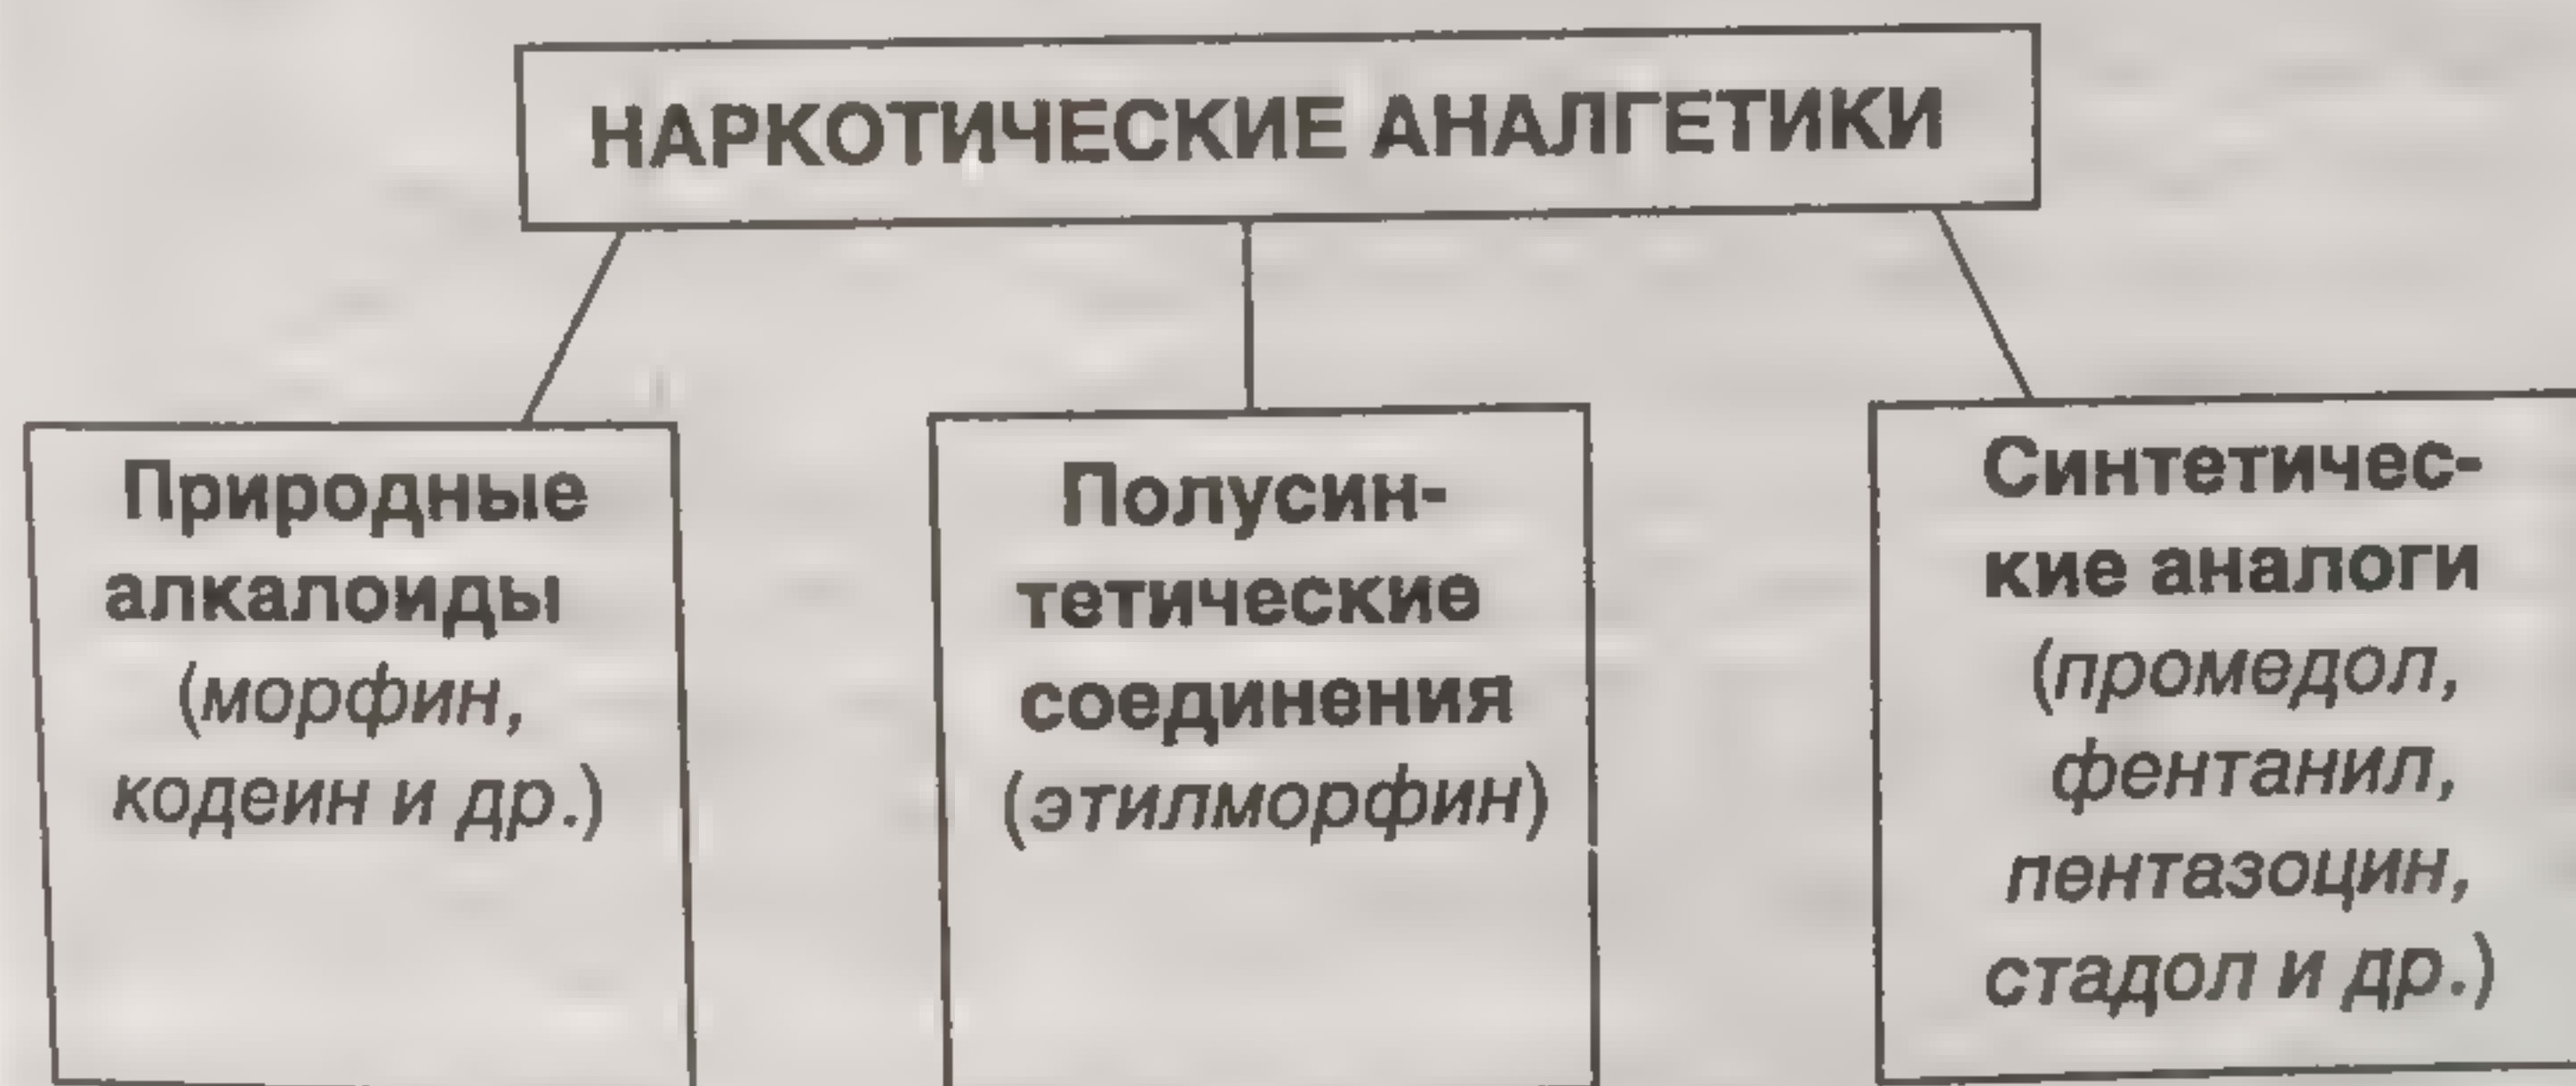 НАРКОТИЧЕСКИЕ АНАЛГЕТИКИ
Природные
алкалоиды
(морфин,
кодеин и др.)
Полусин-
тетические
соединения
(этилморфин)
Синтетичес-
кие аналоги
(промедол,
фентанил,
пентазоцин,
стадол и др.)